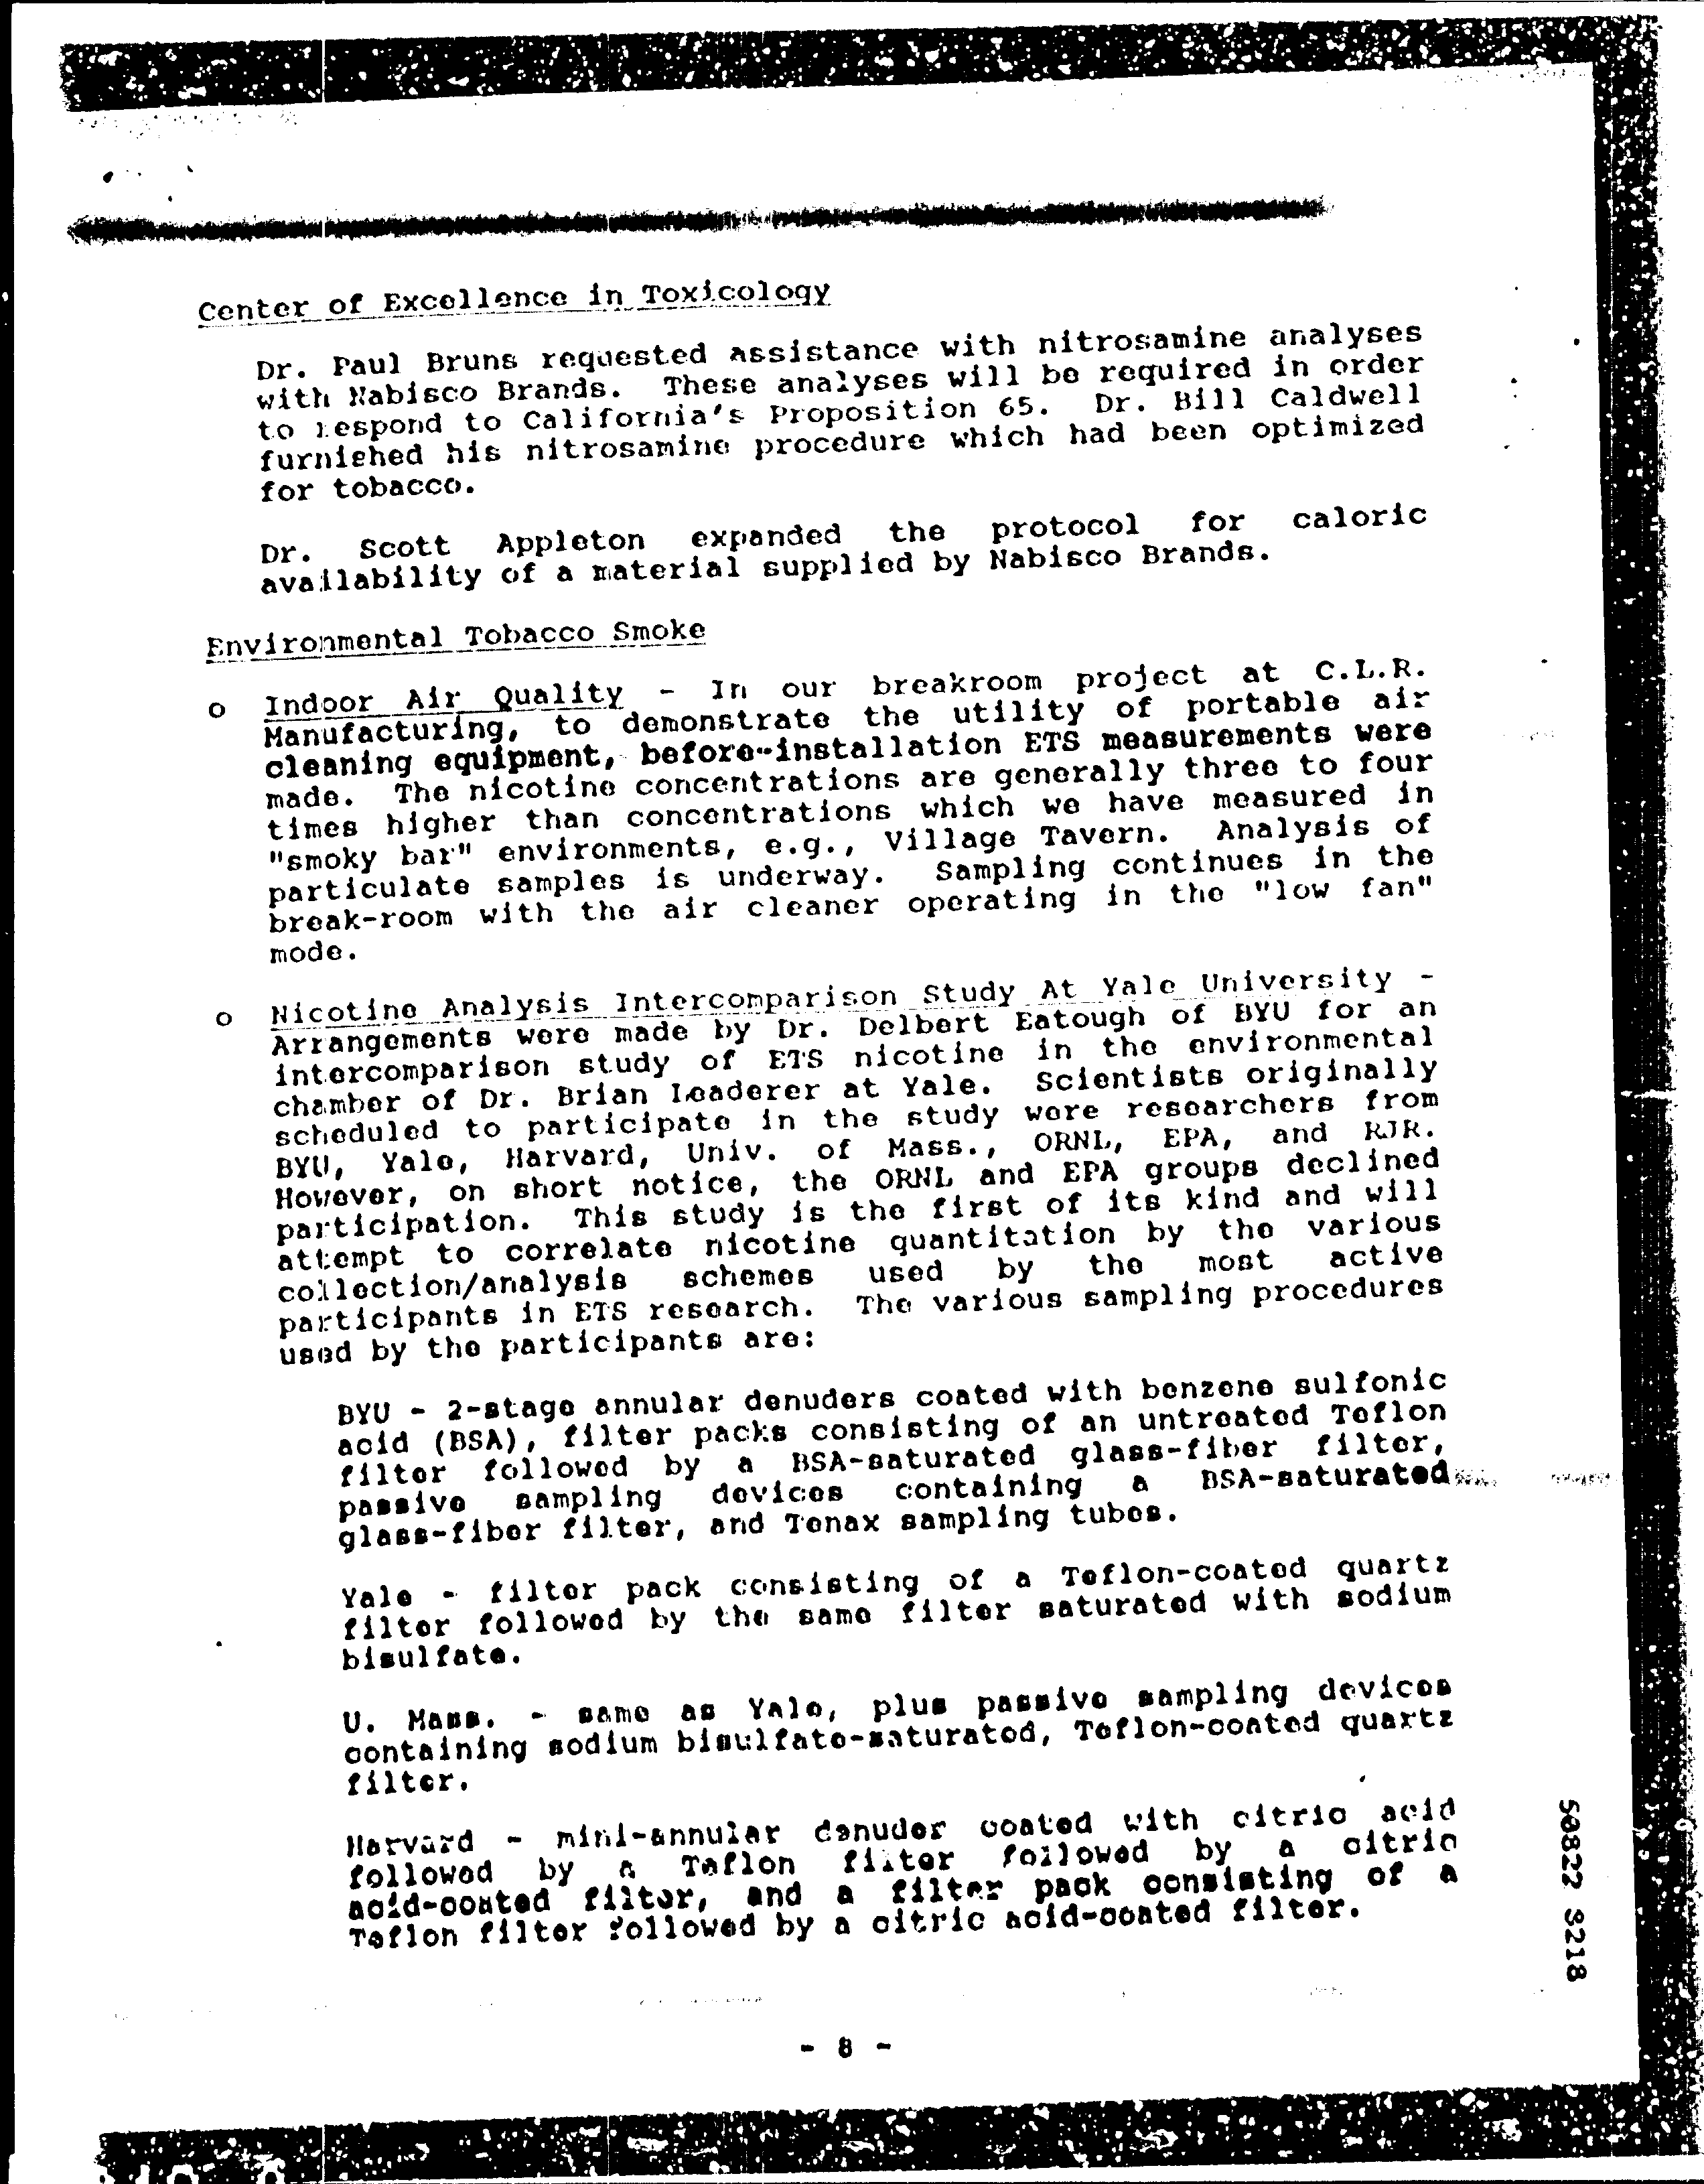 Center of Excellence in Toxicology
Dr. Paul Bruns requested assistance with nitrosamine analyses
with Nabisco Brands. These analyses will be required in order
to respond to California's Proposition 65. Dr. Bill Caldwell
furnished his nitrosamine procedure which had been optimized
for tobacco.
Dr. Scott Appleton expanded the protocol for caloric
availability of a material supplied by Nabisco Brands.
Environmental Tobacco Smoke
o Indoor Air Quality - In our breakroom project at C.L.R.
Manufacturing, to demonstrate the utility of portable air
cleaning equipment, before-installation ETS measurements were
made. The nicotine concentrations are generally three to four
times higher than concentrations which we have measured in
"smoky bar" environments, e.g., Village Tavern. Analysis of
particulate samples is underway. Sampling continues in the
break-room with the air cleaner operating in the "low fan"
mode.
o Nicotine Analysis Intercomparison Study At Yale University -
Arrangements were made by Dr. Delbert Eatough of BYU for an
intercomparison study of ETS nicotine in the environmental
chamber of Dr. Brian Leaderer at Yale. Scientists originally
scheduled to participate in the study were researchers from
BYU, Yale, Harvard, Univ. of Mass., ORNL, EPA, and RJR.
However, on short notice, the ORNL and EPA groups declined
participation. This study is the first of its kind and will
attempt to correlate nicotine quantitation by the various
collection/analysis schemes used by the most active
participants in ETS research. The various sampling procedures
used by the participants are:
BYU - 2-stage annular denuders coated with benzene sulfonic
acid (BSA), filter packs consisting of an untreated Teflon
filter followed by a BSA-saturated glass-fiber filter,
passive sampling devices containing a BSA-saturated
glass-fiber filter, and Tenax sampling tubes.
Yale - filter pack consisting of a Teflon-coated quartz
filter followed by the same filter saturated with sodium
bisulfate.
U. Mass. - same as Yale, plus passive sampling devices
containing sodium bisulfate-saturated, Teflon-coated quartz
filter.
Harvard - mini-annular denuder coated with citric acid
followed by a Teflon filter followed by a citric
acid-coated filter, and a filter pack consisting of a
Teflon filter followed by a citric acid-coated filter.
50822 3218
- 8 -